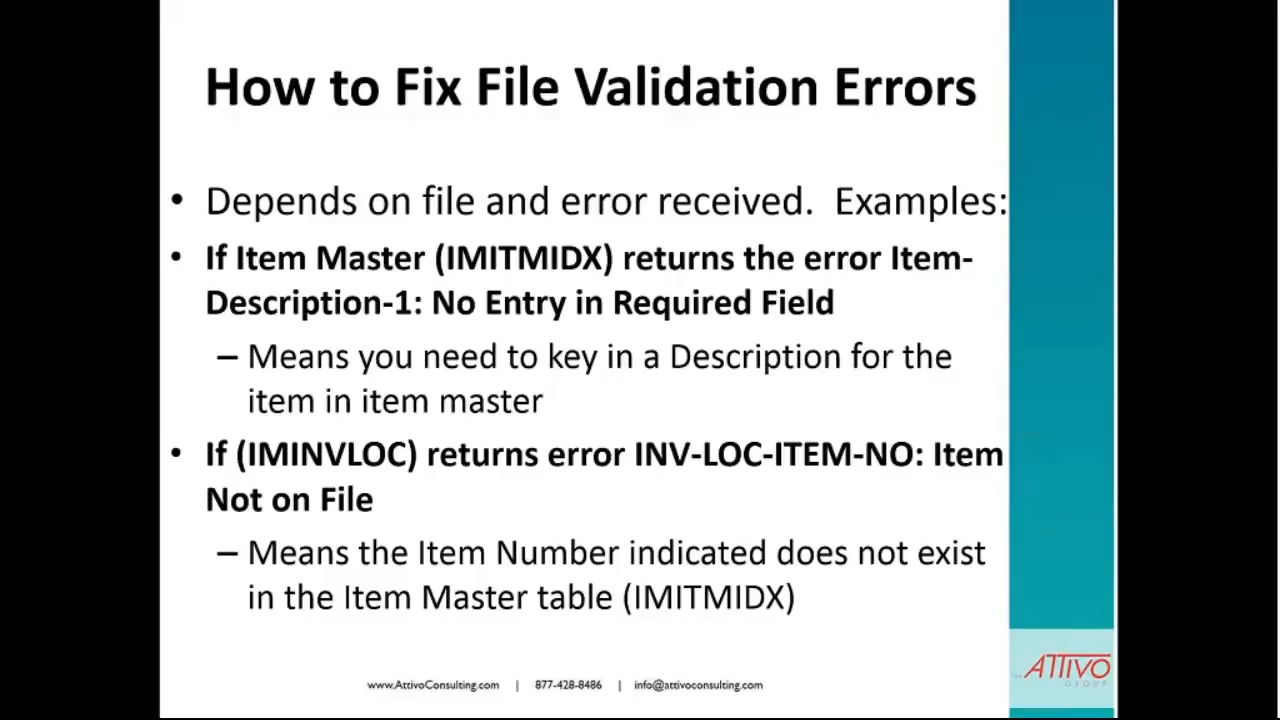 How to Fix File Validation Errors
• Depends on file and error received.  Examples:
• If Item Master (IMITMIDX) returns the error Item-
Description-1: No Entry in Required Field
– Means you need to key in a Description for the
item in item master
• If (IMINVLOC) returns error INV-LOC-ITEM-NO: Item
Not on File
– Means the Item Number indicated does not exist
in the Item Master table (IMITMIDX)
The ATTIVO
GROUP
www.AttivoConsulting.com | 877-428-8486 | info@attivoconsulting.com